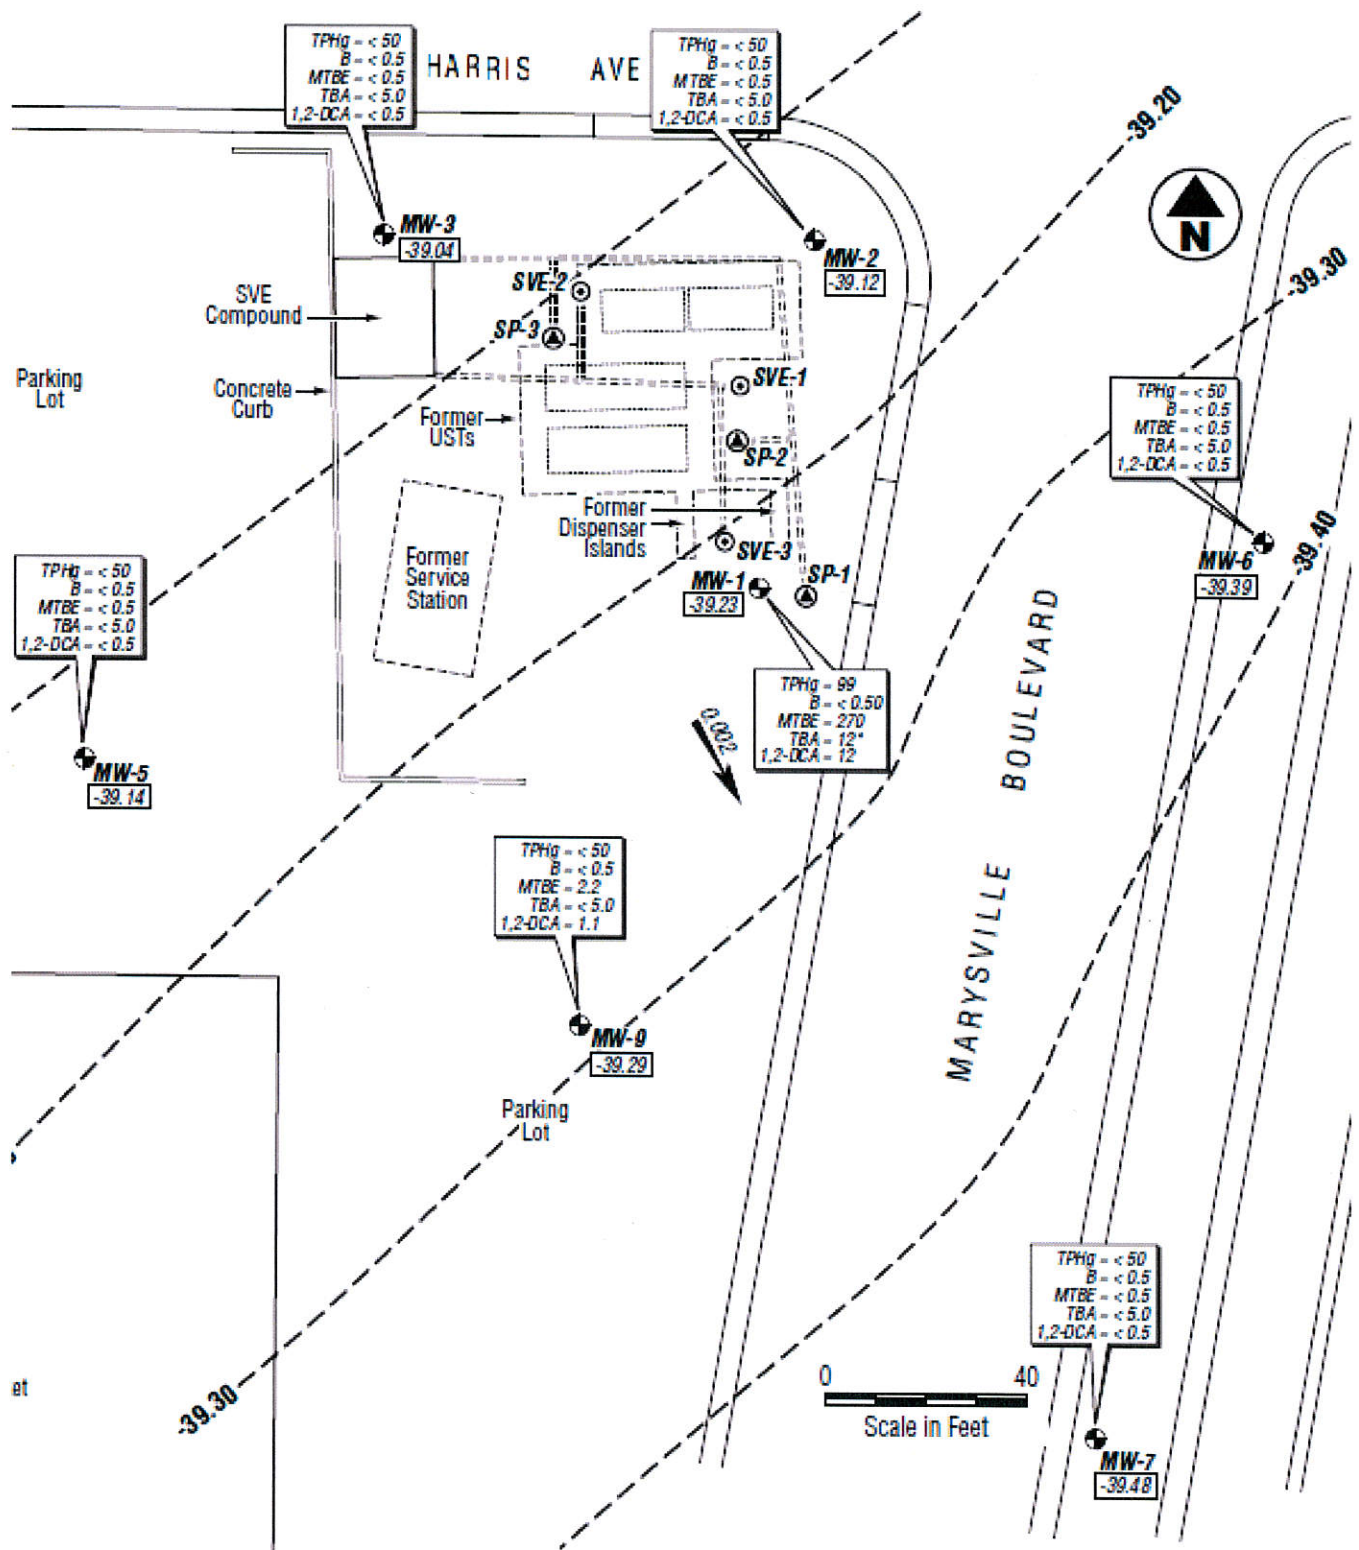 TPHg = < 50
B = < 0.5
MTBE = < 0.5
TBA = < 5.0
1,2-DCA = < 0.5
HARRIS AVE
TPHg = < 50
B = < 0.5
MTBE = < 0.5
TBA = < 5.0
1,2-DCA = < 0.5
-39.20
MW-3
-39.04
MW-2
-39.12
N
-39.30
SVE
Compound
SVE-2
SP-3
Parking
Lot
Concrete
Curb
Former
USTs
SVE-1
SP-2
TPHg = < 50
B = < 0.5
MTBE = < 0.5
TBA = < 5.0
1,2-DCA = < 0.5
MW-6
-39.39
-39.40
Former
Dispenser
Islands
SVE-3
Former
Service
Station
MW-1
-39.23
SP-1
TPHg = < 50
B = < 0.5
MTBE = < 0.5
TBA = < 5.0
1,2-DCA = < 0.5
MW-5
-39.14
TPHg = 99
B = < 0.50
MTBE = 270
TBA = 12*
1,2-DCA = 12
0.002
MARYSVILLE BOULEVARD
TPHg = < 50
B = < 0.5
MTBE = 2.2
TBA = < 5.0
1,2-DCA = 1.1
MW-9
-39.29
Parking
Lot
TPHg = < 50
B = < 0.5
MTBE = < 0.5
TBA = < 5.0
1,2-DCA = < 0.5
MW-7
-39.48
et
-39.30
0 40
Scale in Feet